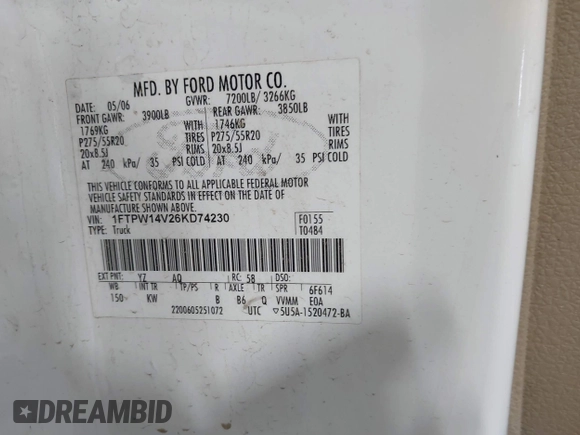 MFD. BY FORD MOTOR CO.
DATE: 05/06 GVWR: 7200LB/ 3266KG
FRONT GAWR: 3900LB REAR GAWR: 3850LB
1769KG WITH 1746KG WITH
P275/55R20 TIRES P275/55R20 TIRES
20x8.5J RIMS 20x8.5J RIMS
AT 240 kPa/ 35 PSI COLD AT 240 kPa/ 35 PSI COLD
THIS VEHICLE CONFORMS TO ALL APPLICABLE FEDERAL MOTOR
VEHICLE SAFETY STANDARDS IN EFFECT ON THE DATE OF
MANUFACTURE SHOWN ABOVE.
VIN: 1FTPW14V26KD74230 F0155
TYPE: Truck T04B4
EXT PNT: YZ AQ RC: 58 DSO:
WB INT TR TP/PS R AXLE TR SPR 6F614
150 KW B B6 Q VVMM E0A
2200605251072 UTC ▽5U5A-1520472-BA
DREAMBID